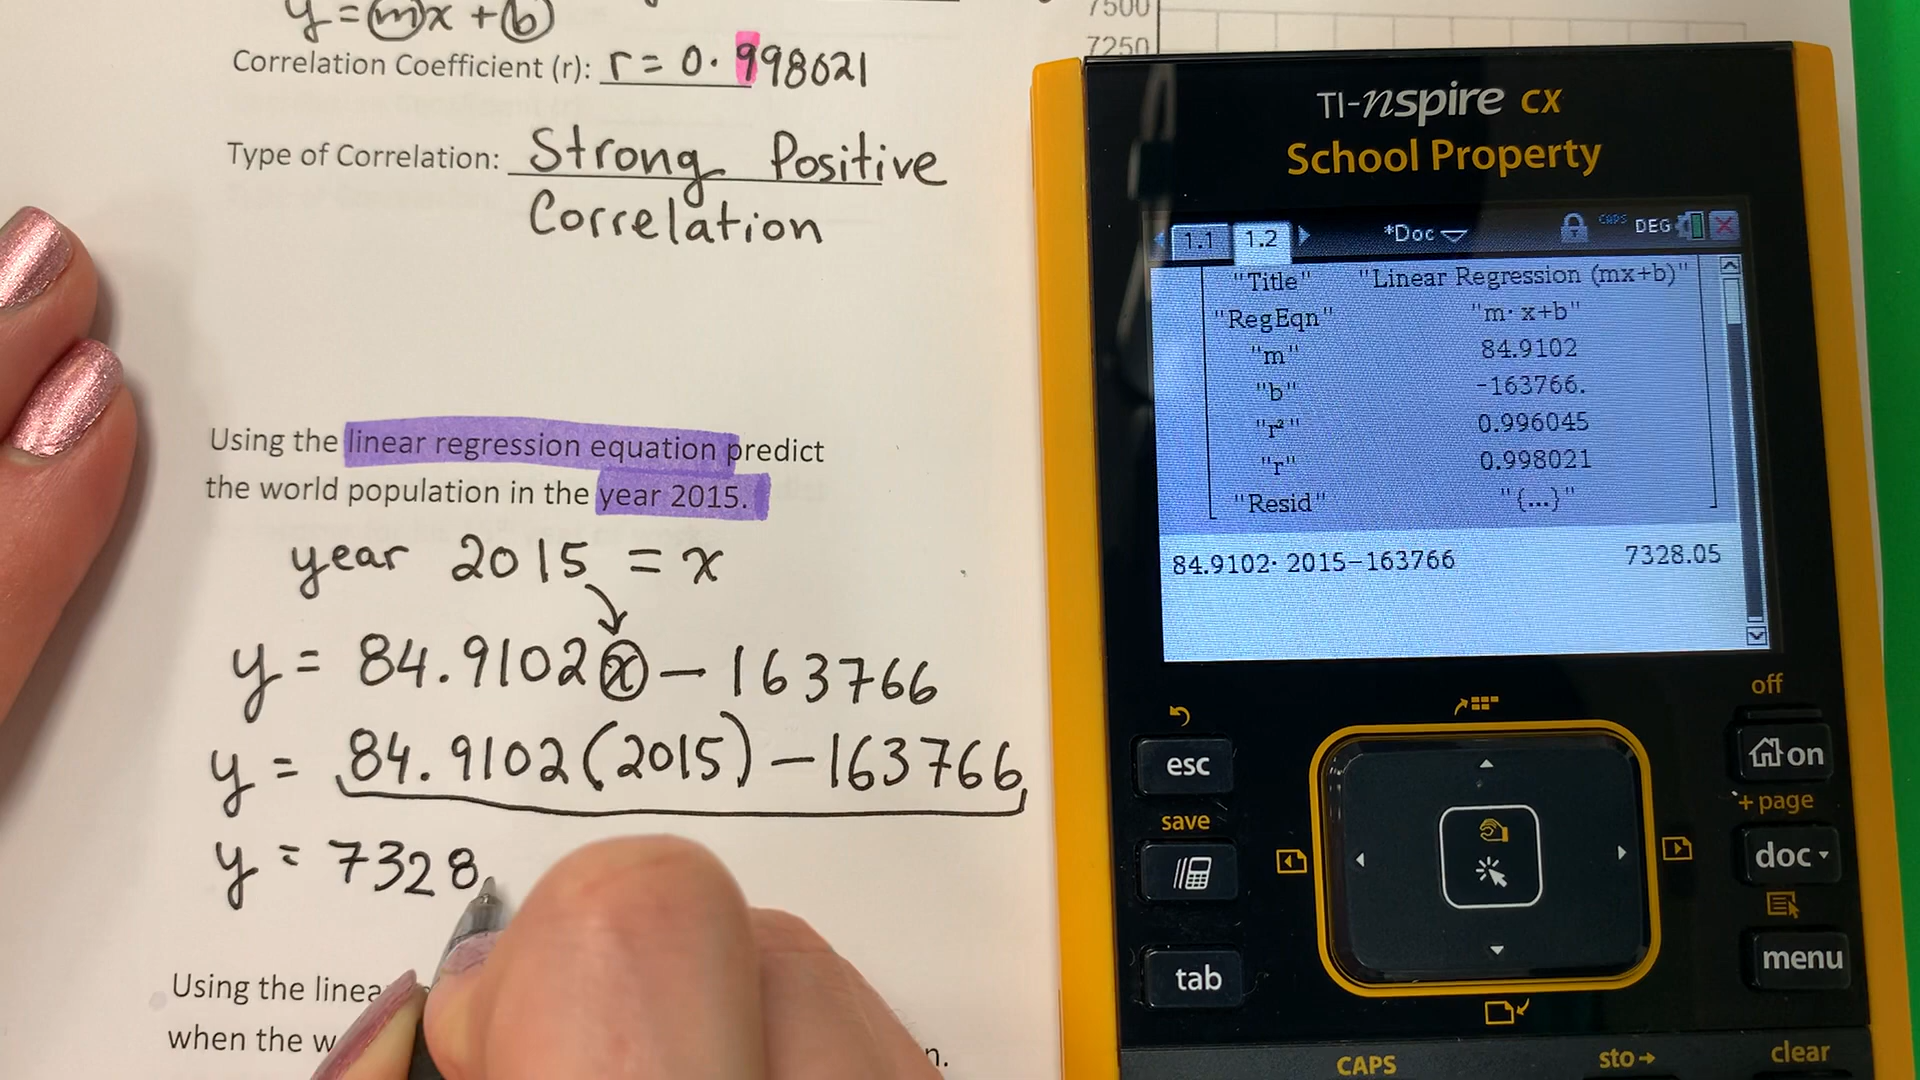 y = mx + b
Correlation Coefficient (r): r = 0.998021
Type of Correlation: Strong Positive
Correlation
Using the linear regression equation predict
the world population in the year 2015.
year 2015 = x
y = 84.9102x - 163766
y = 84.9102(2015) - 163766
y = 7328.
Using the linea
when the w
n.
7500
7250
TI-nspire CX
School Property
1.1 1.2 *Doc CAPS DEG
"Title" "Linear Regression (mx+b)"
"RegEqn" "m·x+b"
"m" 84.9102
"b" -163766.
"r²" 0.996045
"r" 0.998021
"Resid" "{...}"
84.9102·2015-163766 7328.05
off
esc
on
save
+ page
doc
tab
menu
CAPS
sto→
clear